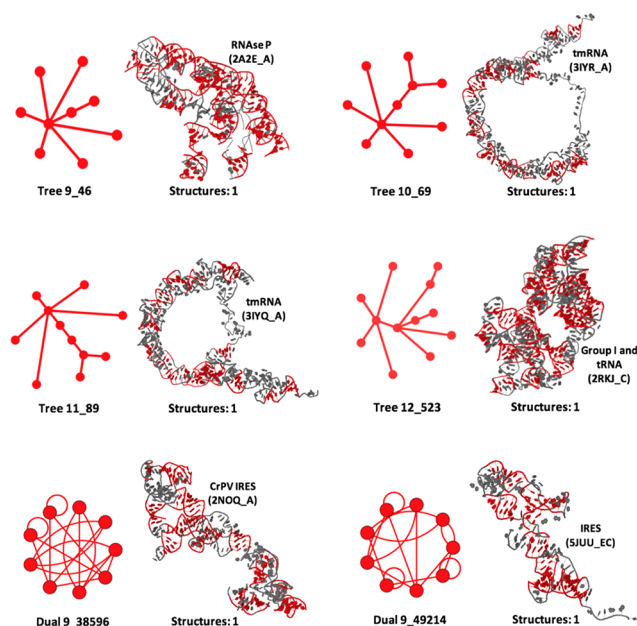 RNAse P
(2A2E_A)
tmRNA
(3IYR_A)
Tree 9_46
Structures: 1
Tree 10_69
Structures: 1
tmRNA
(3IYQ_A)
Group I and
tRNA
(2RKJ_C)
Tree 11_89
Structures: 1
Tree 12_523
Structures: 1
CrPV IRES
(2NOQ_A)
IRES
(5JUU_EC)
Dual 9_38596
Structures: 1
Dual 9_49214
Structures: 1